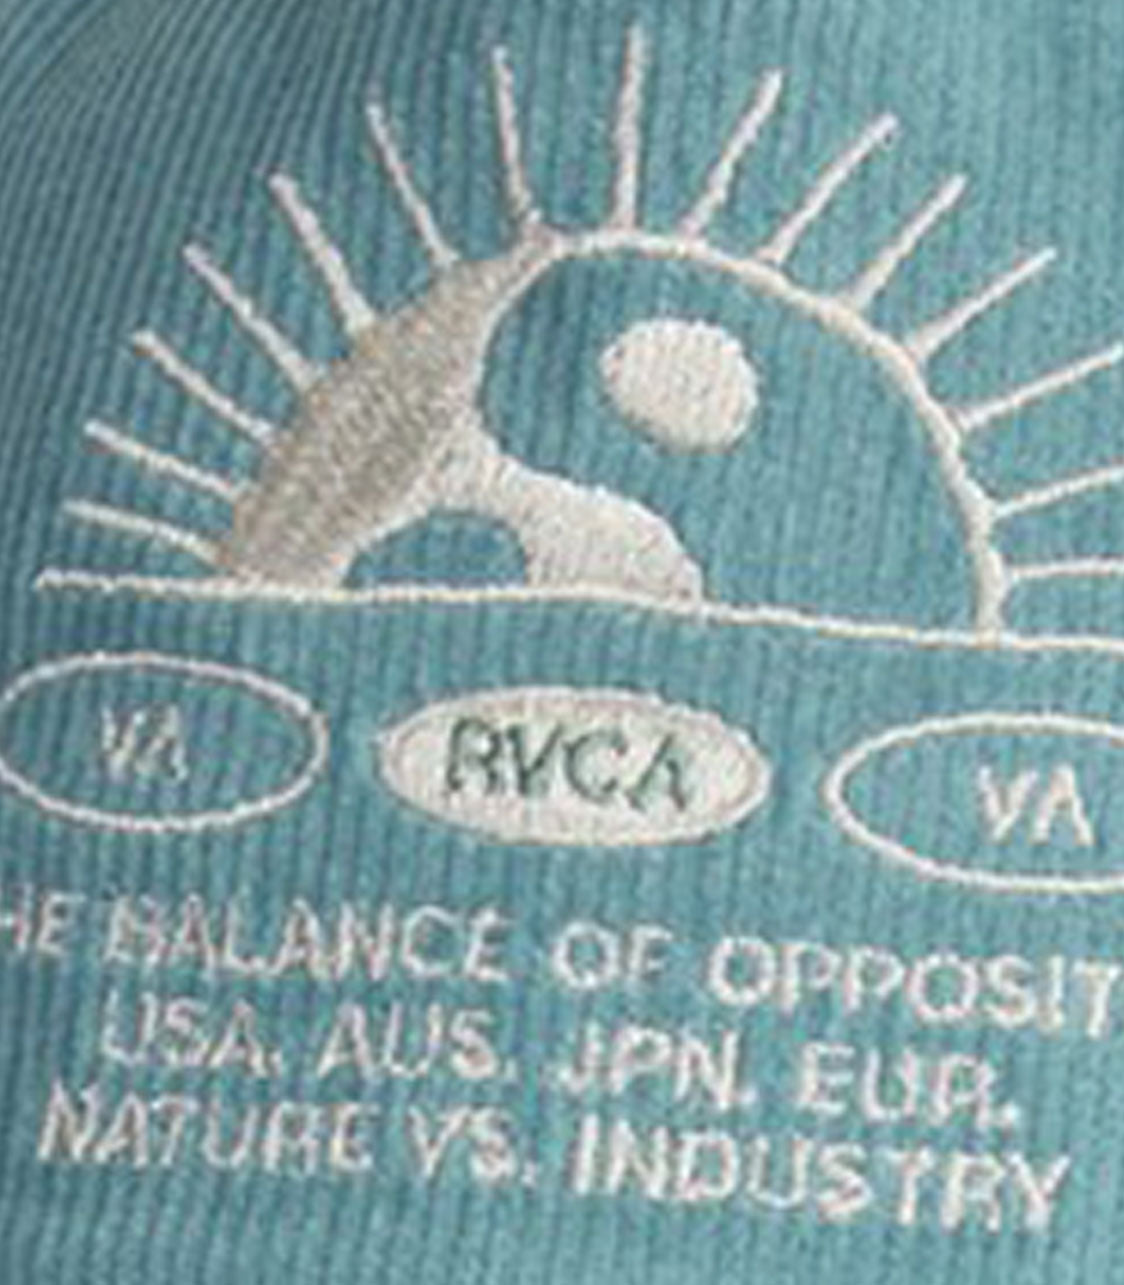 VA RVCA VA
HE BALANCE OF OPPOSIT
USA. AUS. JPN. EUR.
NATURE VS. INDUSTRY